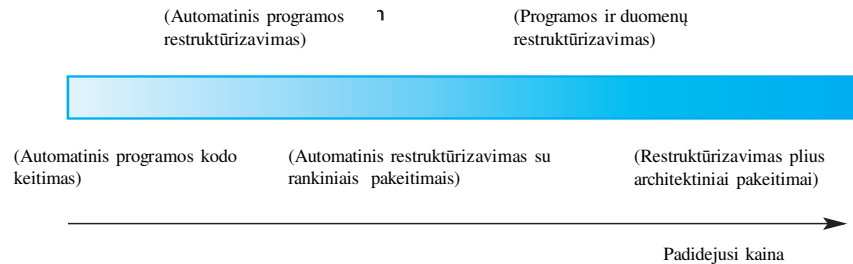 (Automatinis programos
restruktūrizavimas)
ר
(Programos ir duomenų
restruktūrizavimas)
(Automatinis programos kodo
keitimas)
(Automatinis restruktūrizavimas su
rankiniais pakeitimais)
(Restruktūrizavimas plius
architektiniai pakeitimai)
Padidejusi kaina